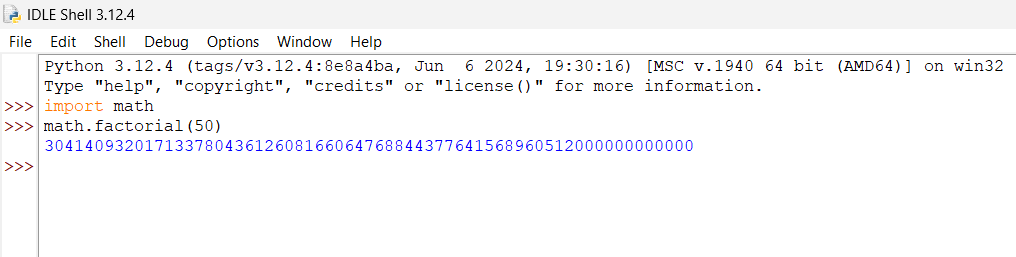 IDLE Shell 3.12.4
File Edit Shell Debug Options Window Help
Python 3.12.4 (tags/v3.12.4:8e8a4ba, Jun  6 2024, 19:30:16) [MSC v.1940 64 bit (AMD64)] on win32
Type "help", "copyright", "credits" or "license()" for more information.
>>> import math
>>> math.factorial(50)
30414093201713378043612608166064768844377641568960512000000000000
>>>